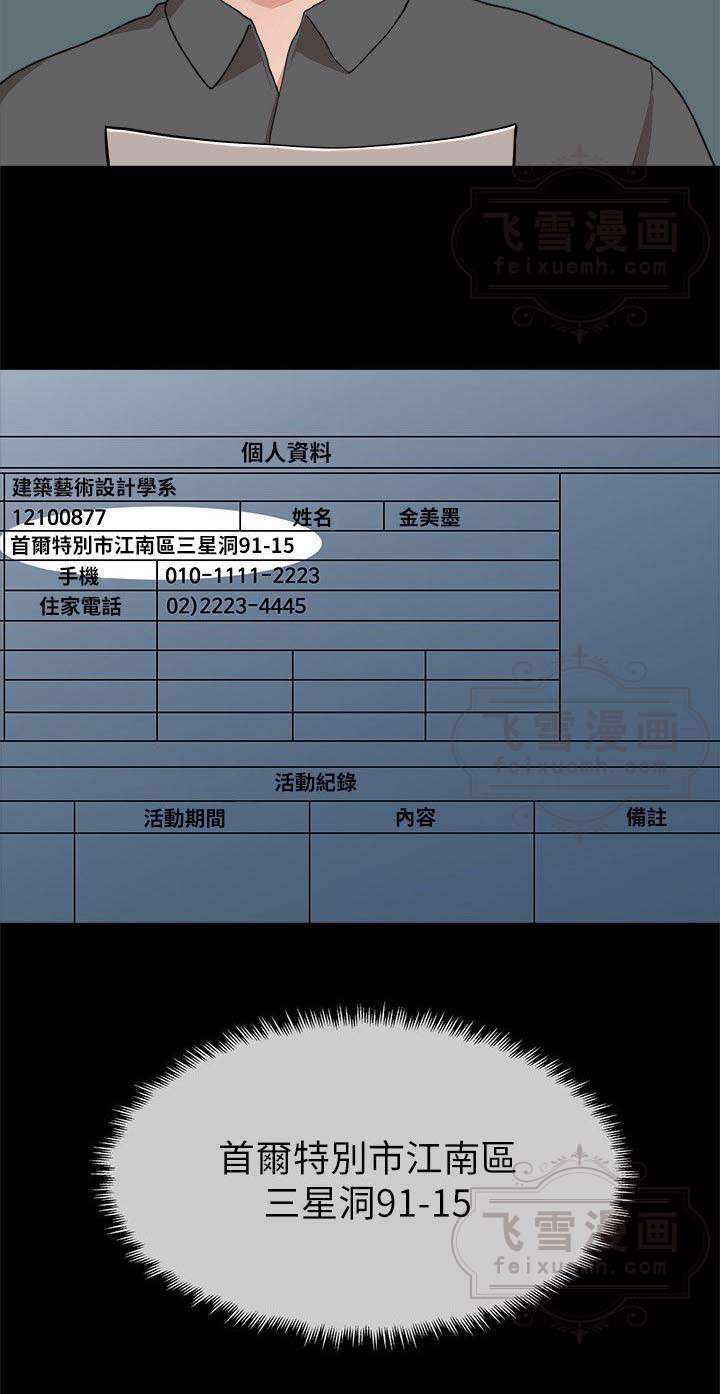 飞雪漫画
feixuemh.com
個人資料
建築藝術設計學系
12100877 姓名 金美墨
首爾特別市江南區三星洞91-15
手機 010-1111-2223
住家電話 02)2223-4445
飞雪漫画
feixuemh.com
活動紀錄
活動期間 內容 備註
首爾特別市江南區
三星洞91-15
飞雪漫画
feixuemh.com